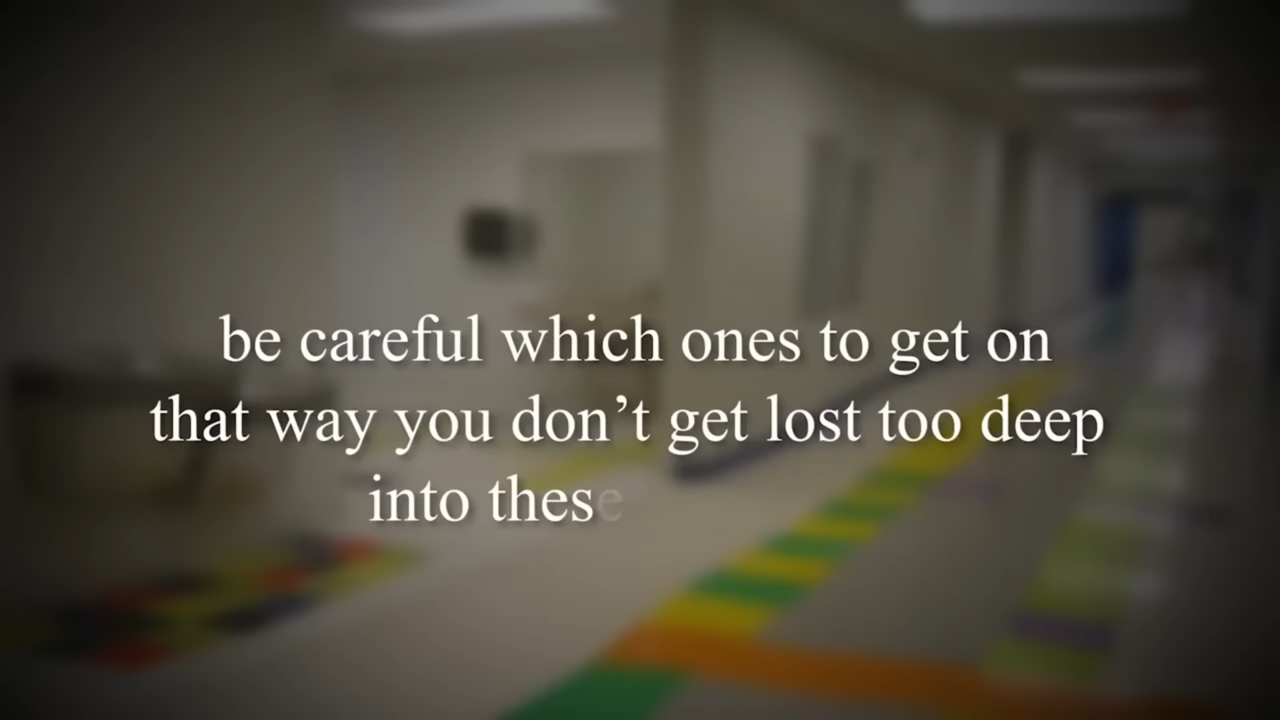 be careful which ones to get on
that way you don’t get lost too deep
into these